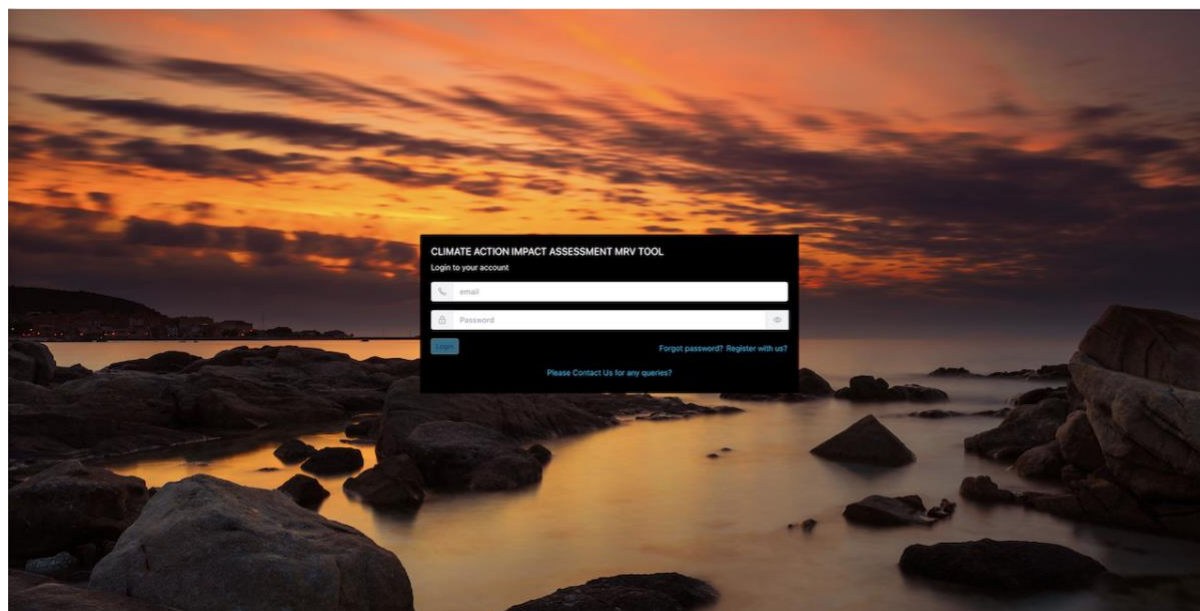 CLIMATE ACTION IMPACT ASSESSMENT MRV TOOL
Login to your account
email
Password
Login
Forgot password? Register with us?
Please Contact Us for any queries?